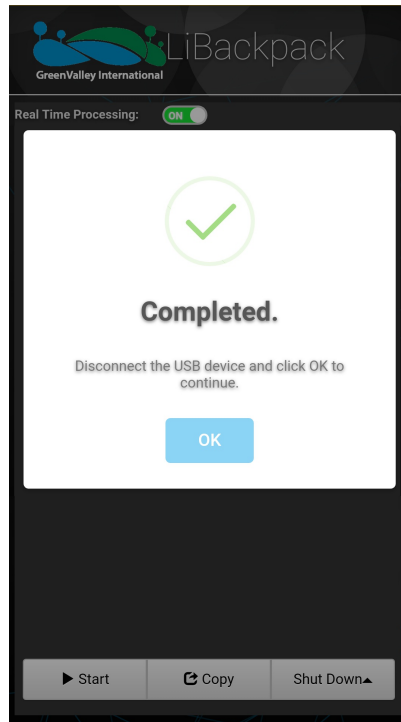 LiBackpack
GreenValley International
Real Time Processing:
ON
Completed.
Disconnect the USB device and click OK to
continue.
OK
Start
Copy
Shut Down